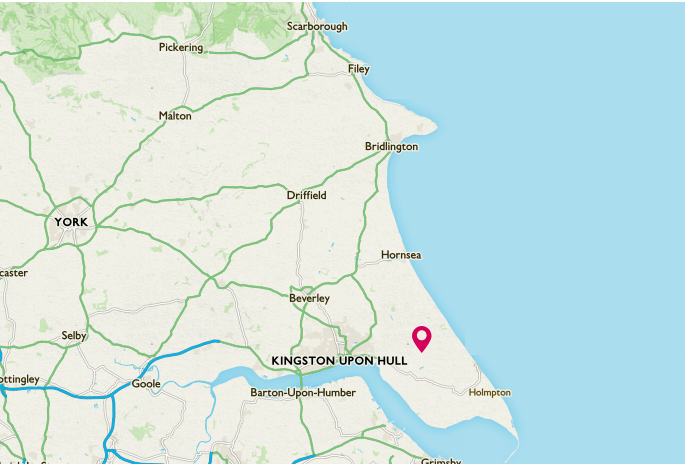 Scarborough
Pickering
Filey
Malton
Bridlington
Driffield
YORK
Hornsea
caster
Beverley
Selby
KINGSTON UPON HULL
ottingley
Goole
Barton-Upon-Humber
Holmpton
Grimsby